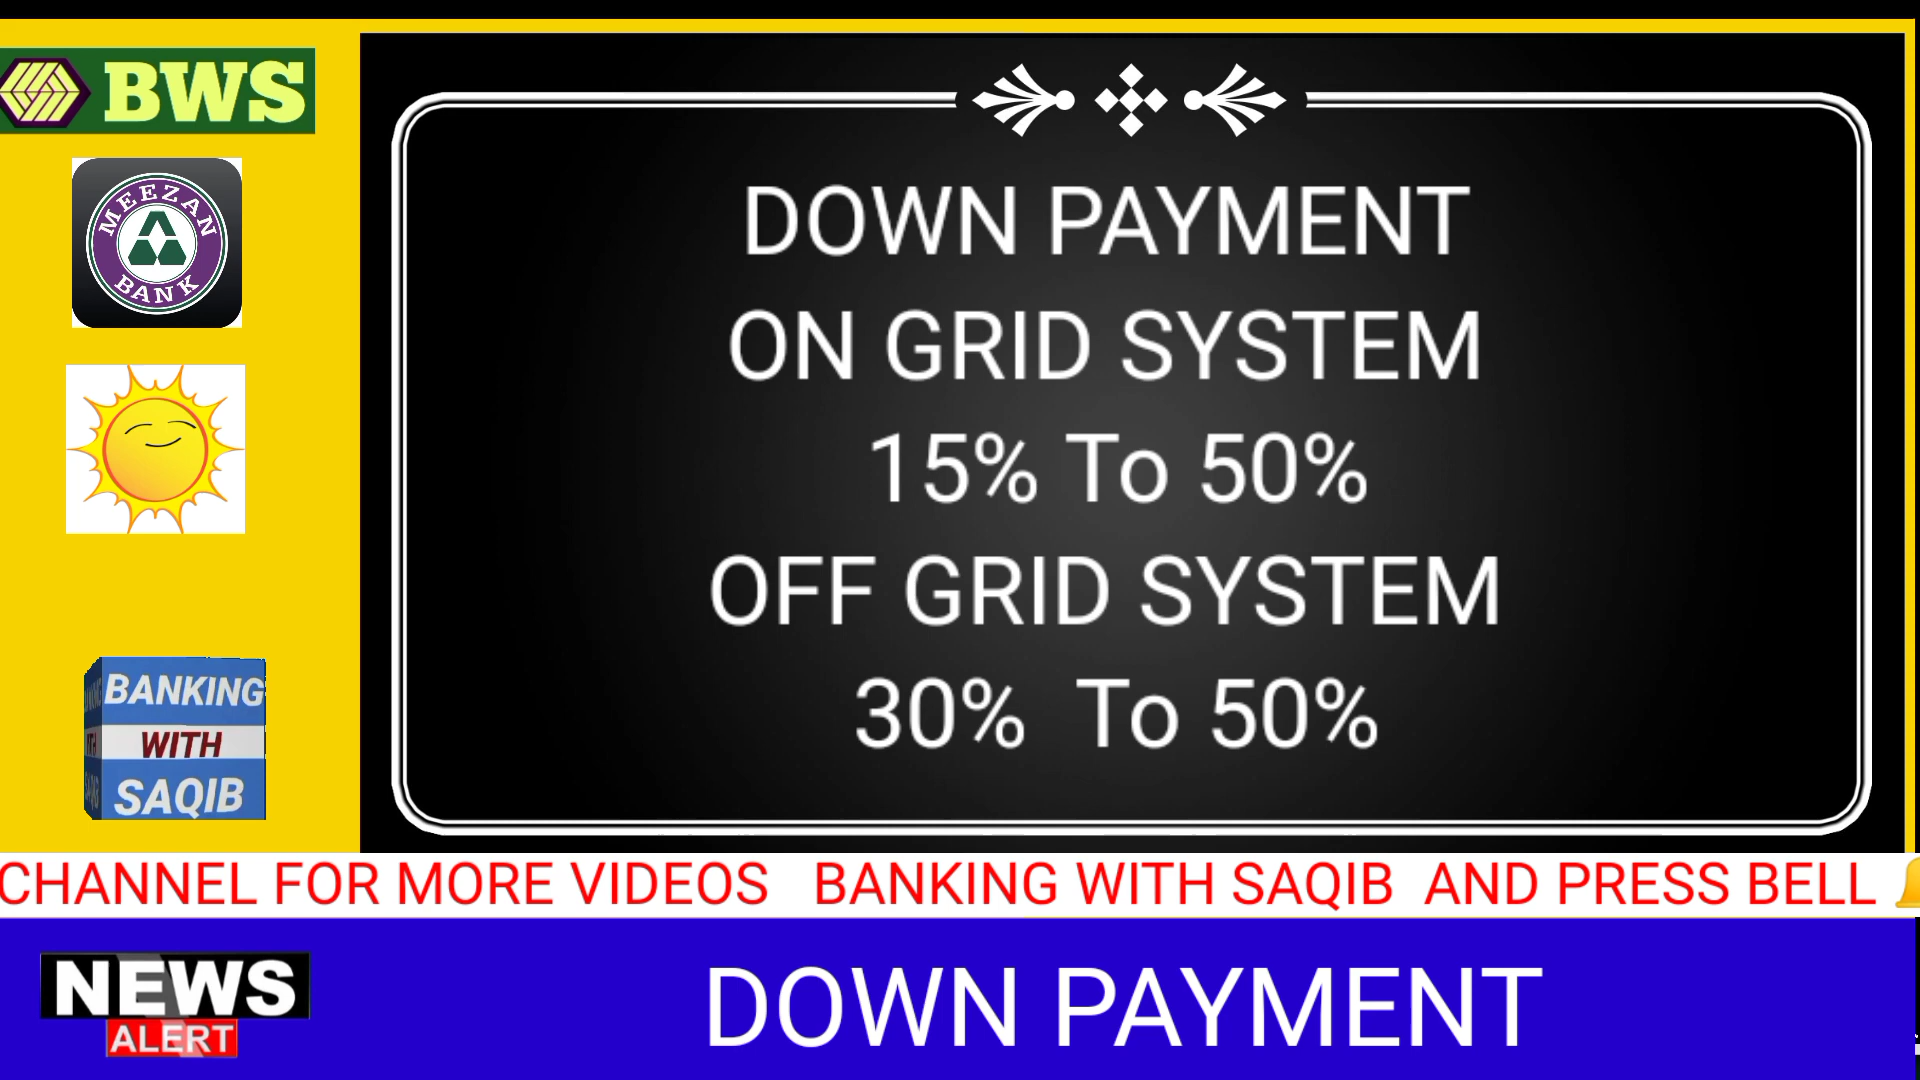 BWS
MEEZAN
BANK
BANKING
WITH
SAQIB
DOWN PAYMENT
ON GRID SYSTEM
15% To 50%
OFF GRID SYSTEM
30% To 50%
CHANNEL FOR MORE VIDEOS BANKING WITH SAQIB AND PRESS BELL 🔔
NEWS
ALERT
DOWN PAYMENT